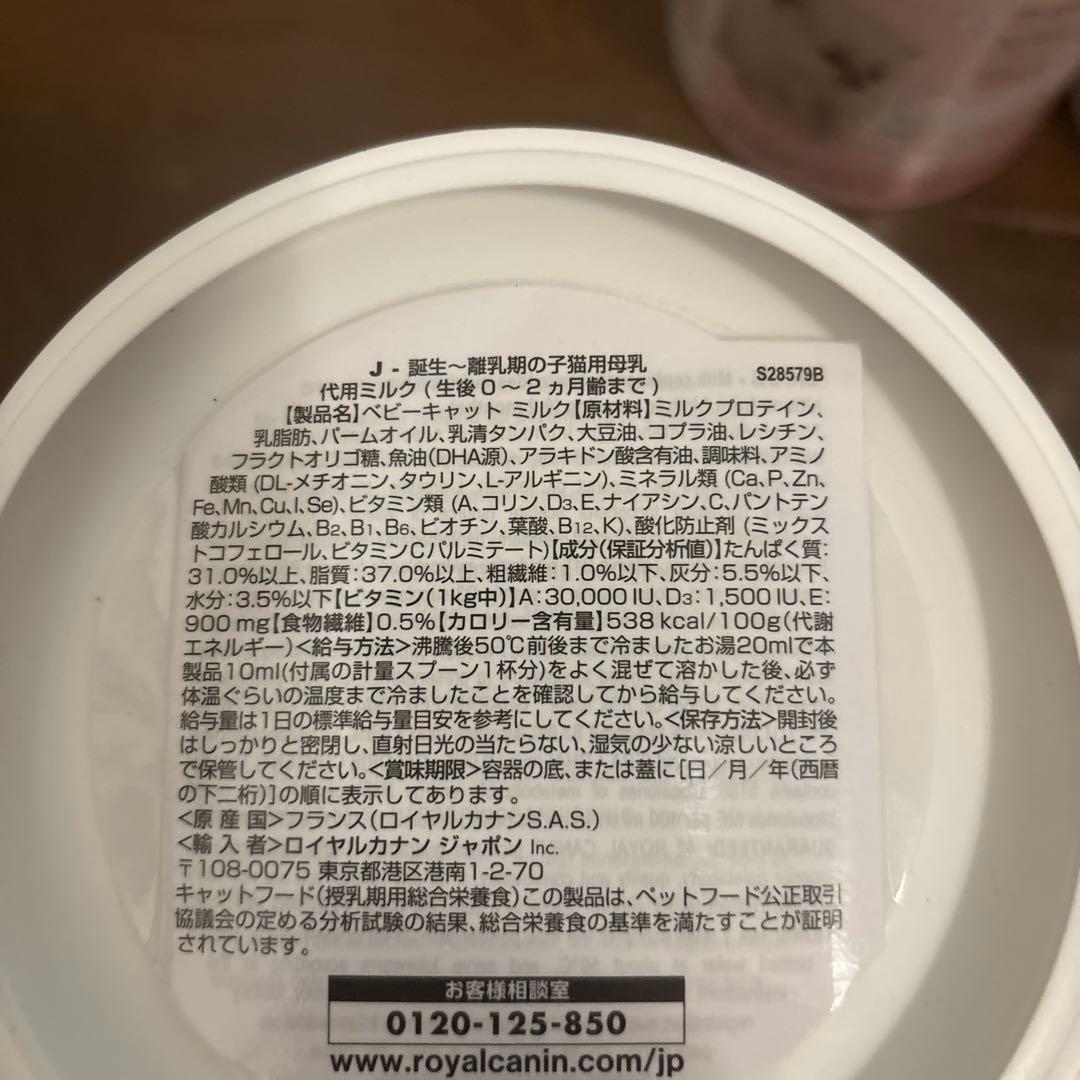 J - 誕生～離乳期の子猫用母乳
代用ミルク ( 生後 0 ～ 2 ヵ月齢まで )
S28579B
【製品名】ベビーキャット ミルク【原材料】ミルクプロテイン、
乳脂肪、パームオイル、乳清タンパク、大豆油、コプラ油、レシチン、
フラクトオリゴ糖、魚油(DHA源)、アラキドン酸含有油、調味料、アミノ
酸類 (DL-メチオニン、タウリン、L-アルギニン)、ミネラル類 (Ca、P、Zn、
Fe、Mn、Cu、I、Se)、ビタミン類 (A、コリン、D3、E、ナイアシン、C、パントテン
酸カルシウム、B2、B1、B6、ビオチン、葉酸、B12、K)、酸化防止剤 (ミックス
トコフェロール、ビタミンCパルミテート)【成分(保証分析値)】たんぱく質：
31.0%以上、脂質：37.0%以上、粗繊維：1.0%以下、灰分：5.5%以下、
水分：3.5%以下【ビタミン(1kg中)】A：30,000 IU、D3：1,500 IU、E：
900 mg【食物繊維】0.5%【カロリー含有量】538 kcal/100g(代謝
エネルギー)<給与方法>沸騰後50℃前後まで冷ましたお湯20mlで本
製品10ml(付属の計量スプーン1杯分)をよく混ぜて溶かした後、必ず
体温ぐらいの温度まで冷ましたことを確認してから給与してください。
給与量は1日の標準給与量目安を参考にしてください。<保存方法>開封後
はしっかりと密閉し、直射日光の当たらない、湿気の少ない涼しいところ
で保管してください。<賞味期限>容器の底、または蓋に[日／月／年(西暦
の下二桁)]の順に表示してあります。
<原 産 国>フランス(ロイヤルカナンS.A.S.)
<輸 入 者>ロイヤルカナン ジャポン Inc.
〒108-0075 東京都港区港南1-2-70
キャットフード(授乳期用総合栄養食)この製品は、ペットフード公正取引
協議会の定める分析試験の結果、総合栄養食の基準を満たすことが証明
されています。
お客様相談室
0120-125-850
www.royalcanin.com/jp